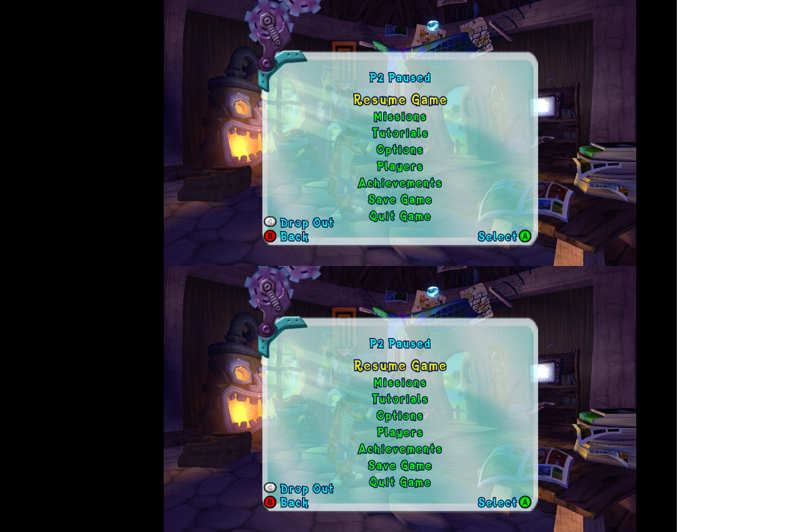 P2 Paused
Resume Game
Missions
Tutorials
Options
Players
Achievements
Save Game
Quit Game
< Drop Out
B Back
Select A
P2 Paused
Resume Game
Missions
Tutorials
Options
Players
Achievements
Save Game
Quit Game
< Drop Out
B Back
Select A